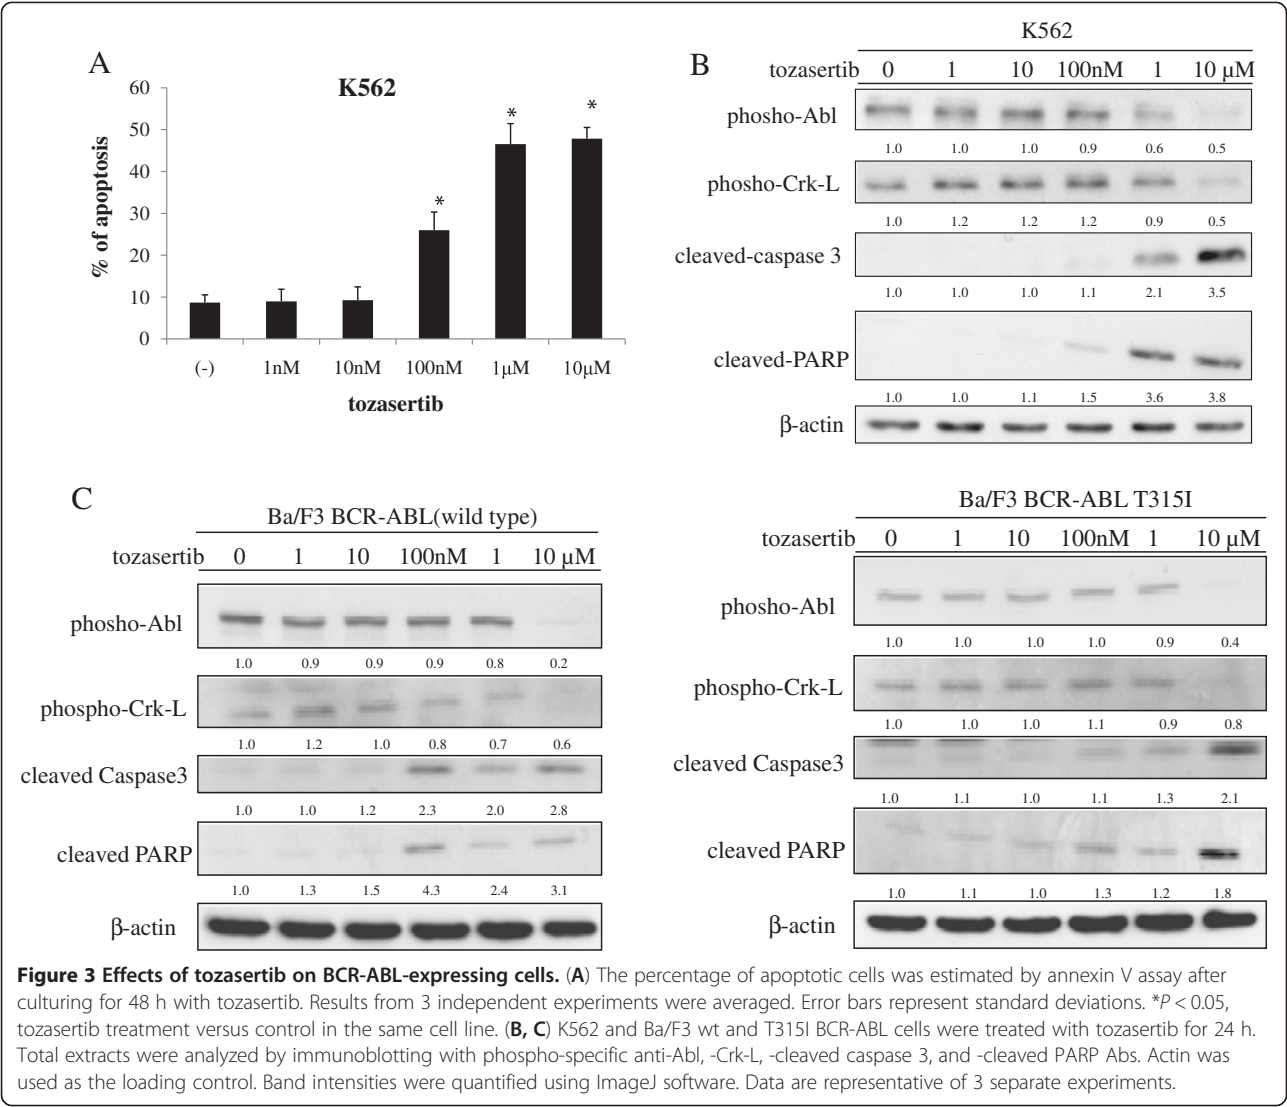 A
K562
60
50
40
30
20
10
0
% of apoptosis
* * *
(-) 1nM 10nM 100nM 1μM 10μM
tozasertib
B
K562
tozasertib 0 1 10 100nM 1 10 μM
phosho-Abl
1.0 1.0 1.0 0.9 0.6 0.5
phosho-Crk-L
1.0 1.2 1.2 1.2 0.9 0.5
cleaved-caspase 3
1.0 1.0 1.0 1.1 2.1 3.5
cleaved-PARP
1.0 1.0 1.1 1.5 3.6 3.8
β-actin
C
Ba/F3 BCR-ABL(wild type)
tozasertib 0 1 10 100nM 1 10 μM
phosho-Abl
1.0 0.9 0.9 0.9 0.8 0.2
phospho-Crk-L
1.0 1.2 1.0 0.8 0.7 0.6
cleaved Caspase3
1.0 1.0 1.2 2.3 2.0 2.8
cleaved PARP
1.0 1.3 1.5 4.3 2.4 3.1
β-actin
Ba/F3 BCR-ABL T315I
tozasertib 0 1 10 100nM 1 10 μM
phosho-Abl
1.0 1.0 1.0 1.0 0.9 0.4
phospho-Crk-L
1.0 1.0 1.0 1.1 0.9 0.8
cleaved Caspase3
1.0 1.1 1.0 1.1 1.3 2.1
cleaved PARP
1.0 1.1 1.0 1.3 1.2 1.8
β-actin
Figure 3 Effects of tozasertib on BCR-ABL-expressing cells. (A) The percentage of apoptotic cells was estimated by annexin V assay after
culturing for 48 h with tozasertib. Results from 3 independent experiments were averaged. Error bars represent standard deviations. *P < 0.05,
tozasertib treatment versus control in the same cell line. (B, C) K562 and Ba/F3 wt and T315I BCR-ABL cells were treated with tozasertib for 24 h.
Total extracts were analyzed by immunoblotting with phospho-specific anti-Abl, -Crk-L, -cleaved caspase 3, and -cleaved PARP Abs. Actin was
used as the loading control. Band intensities were quantified using ImageJ software. Data are representative of 3 separate experiments.